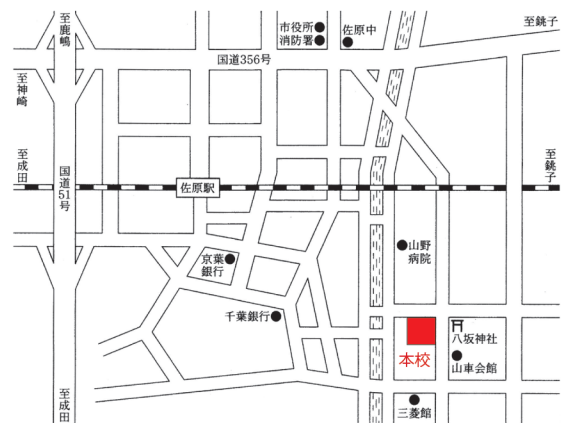 至鹿嶋
市役所
消防署
佐原中
至銚子
国道356号
至神崎
至成田
国道51号
佐原駅
至銚子
山野
病院
京葉
銀行
千葉銀行
本校
八坂神社
山車会館
至成田
三菱館